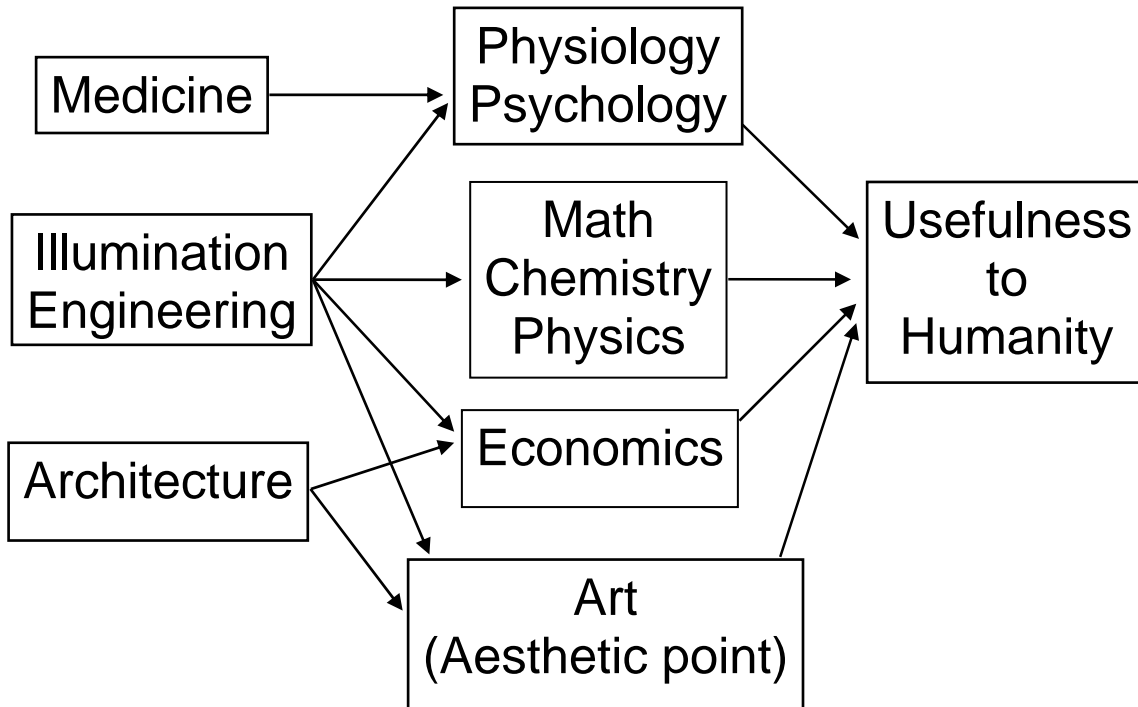 Medicine
Physiology
Psychology
Illumination
Engineering
Math
Chemistry
Physics
Usefulness
to
Humanity
Architecture
Economics
Art
(Aesthetic point)